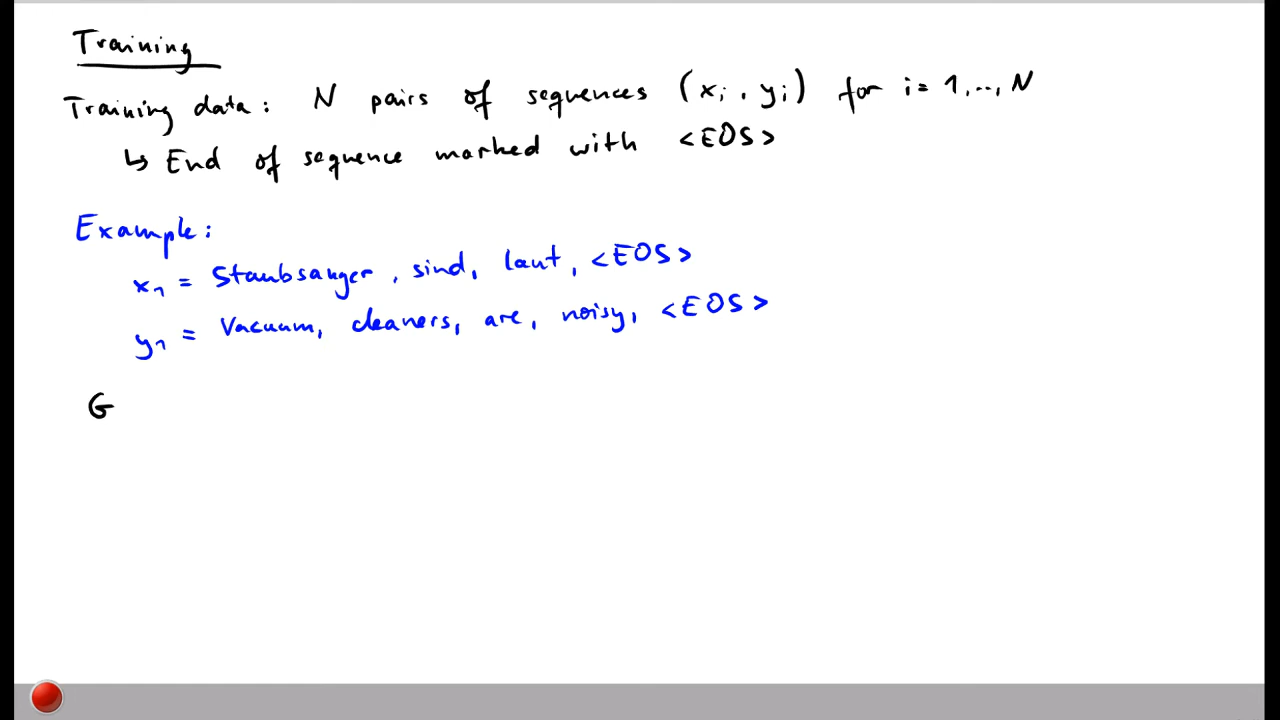 Training
Training data: N pairs of sequences (xi, yi) for i=1,..,N
↳ End of sequence marked with <EOS>
Example:
x1 = Staubsauger, sind, laut, <EOS>
y1 = Vacuum, cleaners, are, noisy, <EOS>
G